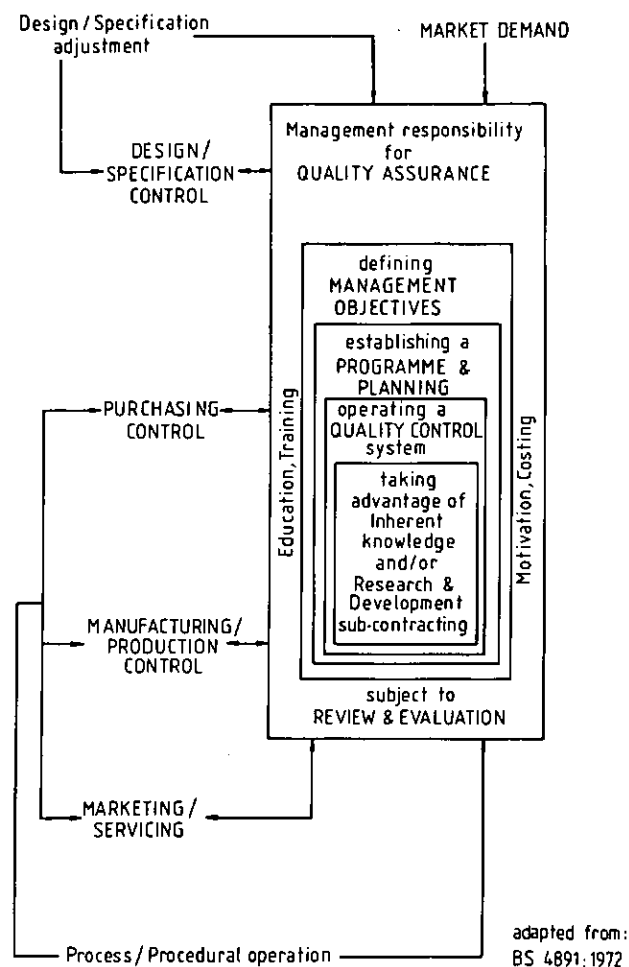 Design/Specification
adjustment
MARKET DEMAND
Management responsibility
for
QUALITY ASSURANCE
DESIGN/
SPECIFICATION
CONTROL
defining
MANAGEMENT
OBJECTIVES
establishing a
PROGRAMME &
PLANNING
PURCHASING
CONTROL
operating a
QUALITY CONTROL
system
Education, Training
Motivation, Costing
taking
advantage of
Inherent
knowledge
and/or
Research &
Development
sub-contracting
MANUFACTURING/
PRODUCTION
CONTROL
subject to
REVIEW & EVALUATION
MARKETING/
SERVICING
Process/Procedural operation
adapted from:
BS 4891:1972